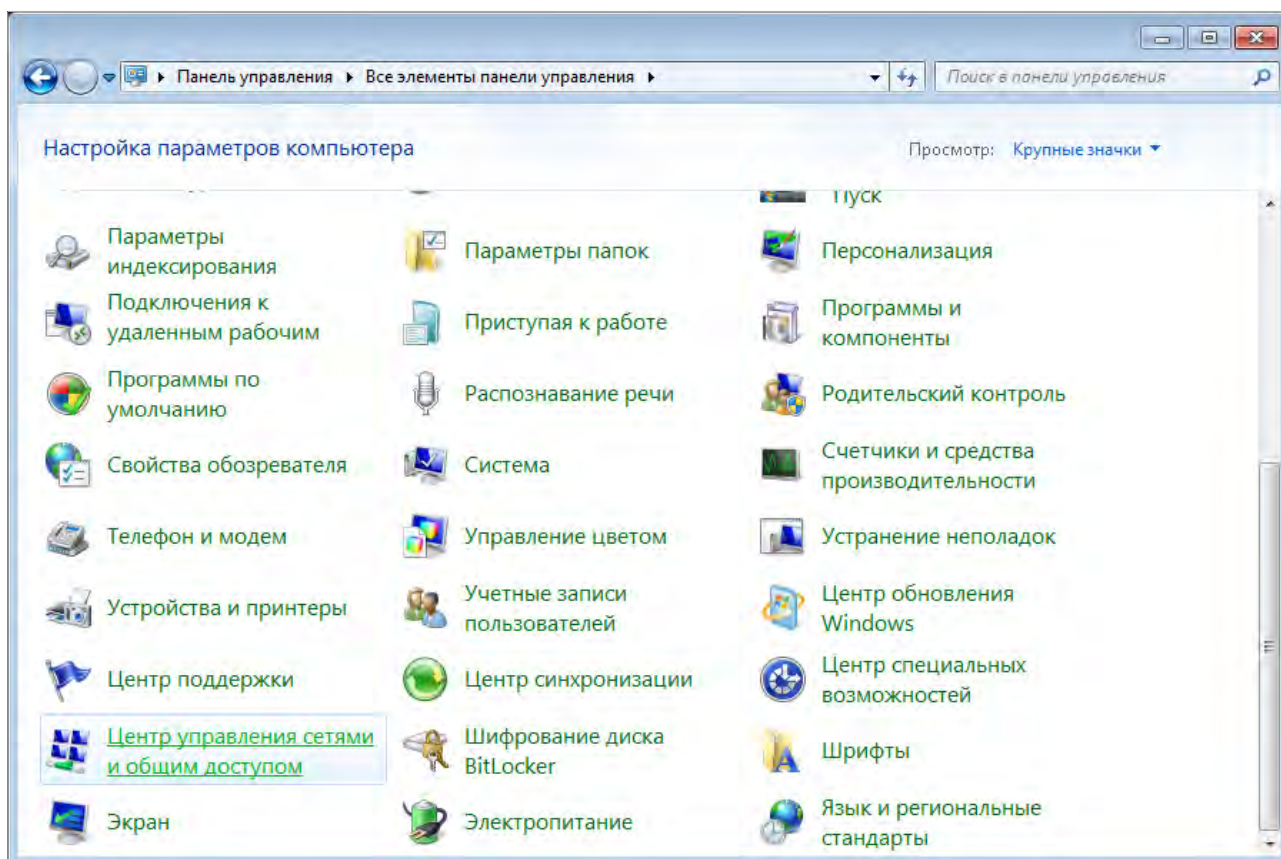 Панель управления Все элементы панели управления
Поиск в панели управления
Настройка параметров компьютера
Просмотр: Крупные значки
Пуск
Параметры
индексирования
Параметры папок
Персонализация
Подключения к
удаленным рабочим
Приступая к работе
Программы и
компоненты
Программы по
умолчанию
Распознавание речи
Родительский контроль
Свойства обозревателя
Система
Счетчики и средства
производительности
Телефон и модем
Управление цветом
Устранение неполадок
Устройства и принтеры
Учетные записи
пользователей
Центр обновления
Windows
Центр поддержки
Центр синхронизации
Центр специальных
возможностей
Центр управления сетями
и общим доступом
Шифрование диска
BitLocker
Шрифты
Экран
Электропитание
Язык и региональные
стандарты